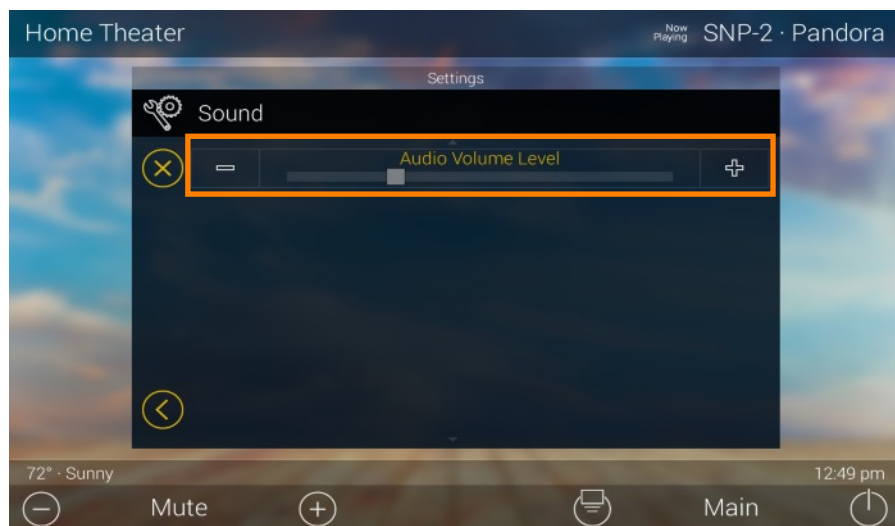 Home Theater
Now Playing SNP-2 · Pandora
Settings
Sound
Audio Volume Level
72° · Sunny
12:49 pm
Mute
Main